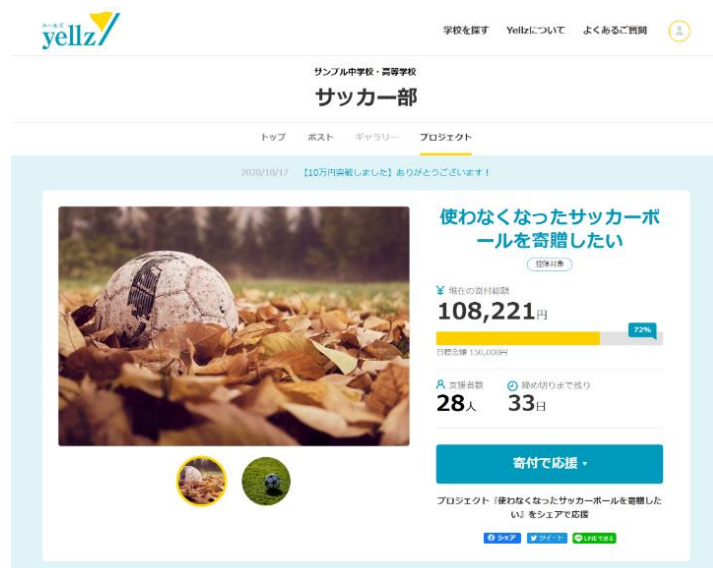 エールズ
yellz
学校を探す Yellzについて よくあるご質問
サンプル中学校・高等学校
サッカー部
トップ ポスト ギャラリー プロジェクト
2020/10/17 【10万円突破しました】ありがとうございます！
使わなくなったサッカーボ
ールを寄贈したい
控除対象
¥ 現在の寄付総額
108,221円
72%
目標金額 150,000円
支援者数 締め切りまで残り
28人 33日
寄付で応援
プロジェクト『使わなくなったサッカーボールを寄贈した
い』をシェアで応援
シェア ツイート LINEで送る